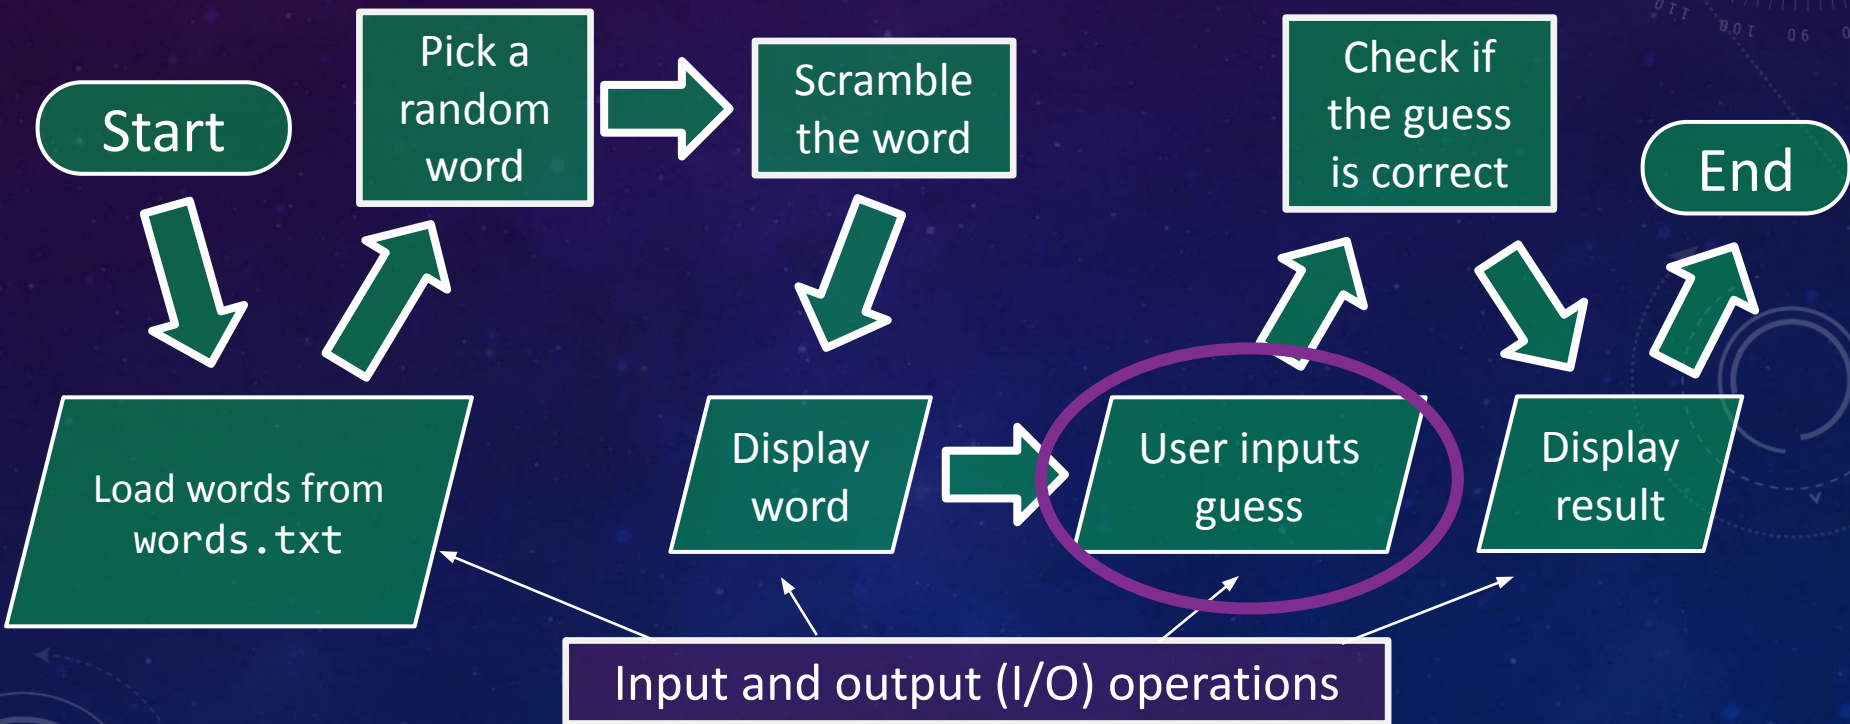 Start
Load words from
words.txt
Pick a
random
word
Scramble
the word
Display
word
User inputs
guess
Check if
the guess
is correct
Display
result
End
Input and output (I/O) operations